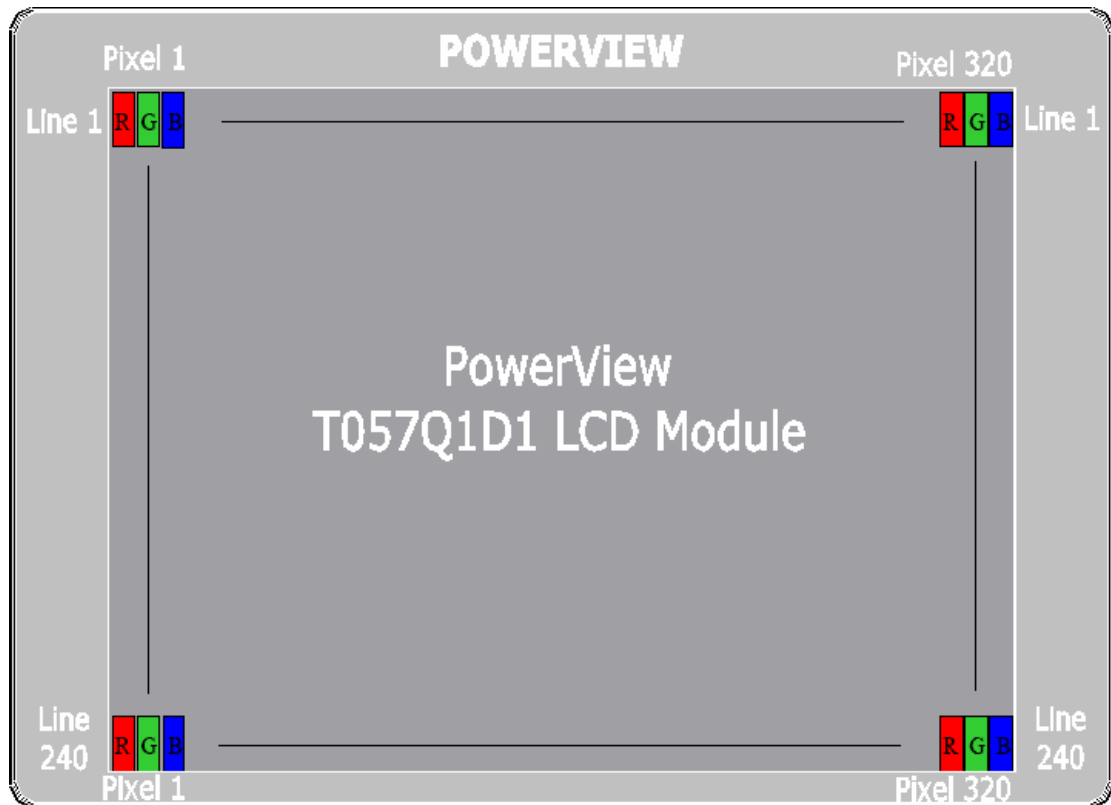 POWERVIEW
Pixel 1
Pixel 320
Line 1
R G B
R G B
Line 1
PowerView
T057Q1D1 LCD Module
Line
240
R G B
R G B
Line
240
Pixel 1
Pixel 320